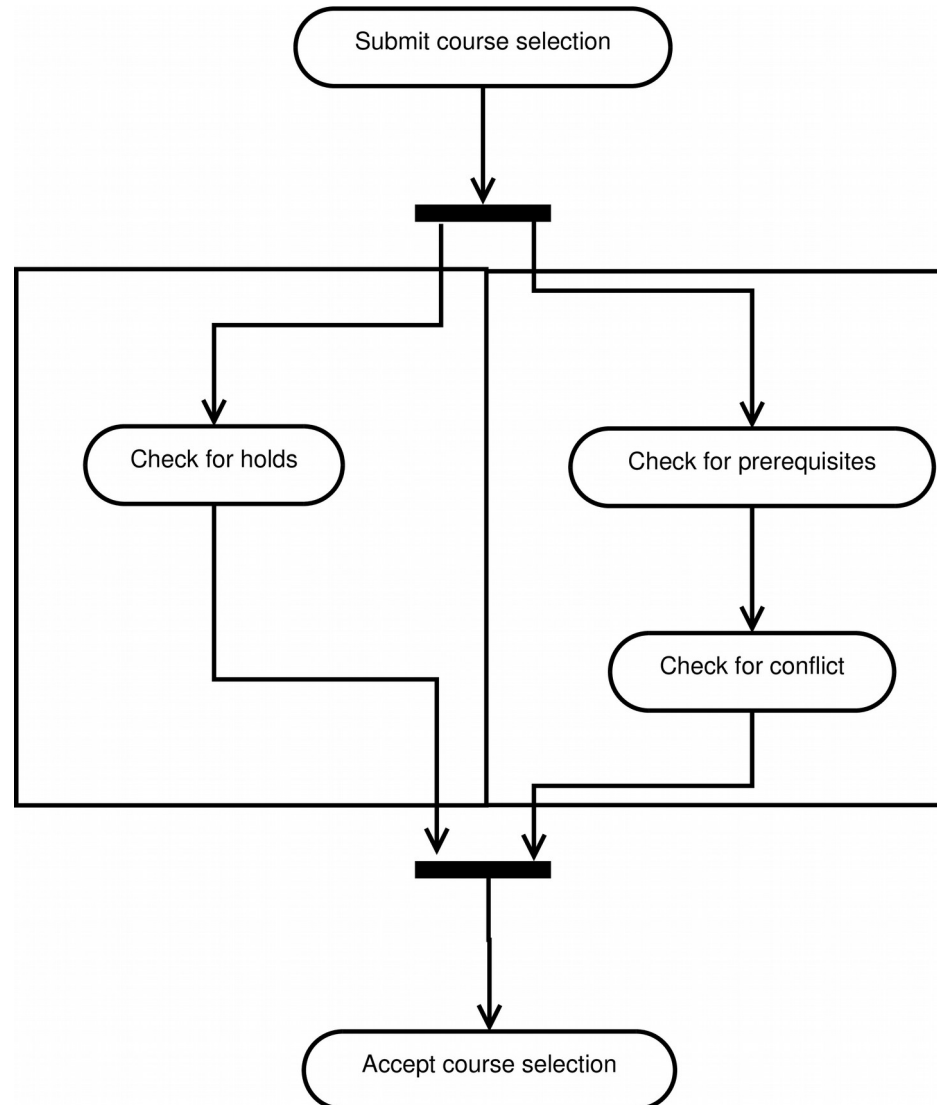 Submit course selection
Check for holds
Check for prerequisites
Check for conflict
Accept course selection